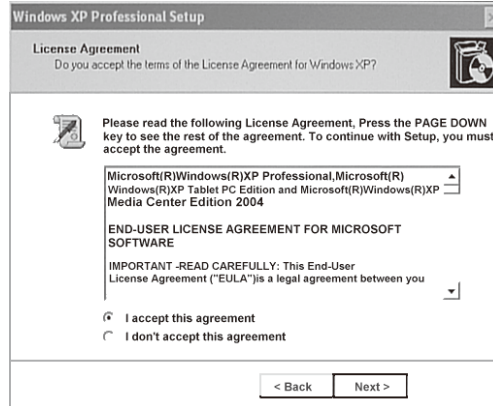 Windows XP Professional Setup
License Agreement
Do you accept the terms of the License Agreement for Windows XP?
Please read the following License Agreement, Press the PAGE DOWN
key to see the rest of the agreement. To continue with Setup, you must
accept the agreement.
Microsoft(R)Windows(R)XP Professional,Microsoft(R)
Windows(R)XP Tablet PC Edition and Microsoft(R)Windows(R)XP
Media Center Edition 2004
END-USER LICENSE AGREEMENT FOR MICROSOFT
SOFTWARE
IMPORTANT -READ CAREFULLY: This End-User
License Agreement ("EULA")is a legal agreement between you
I accept this agreement
I don't accept this agreement
< Back
Next >